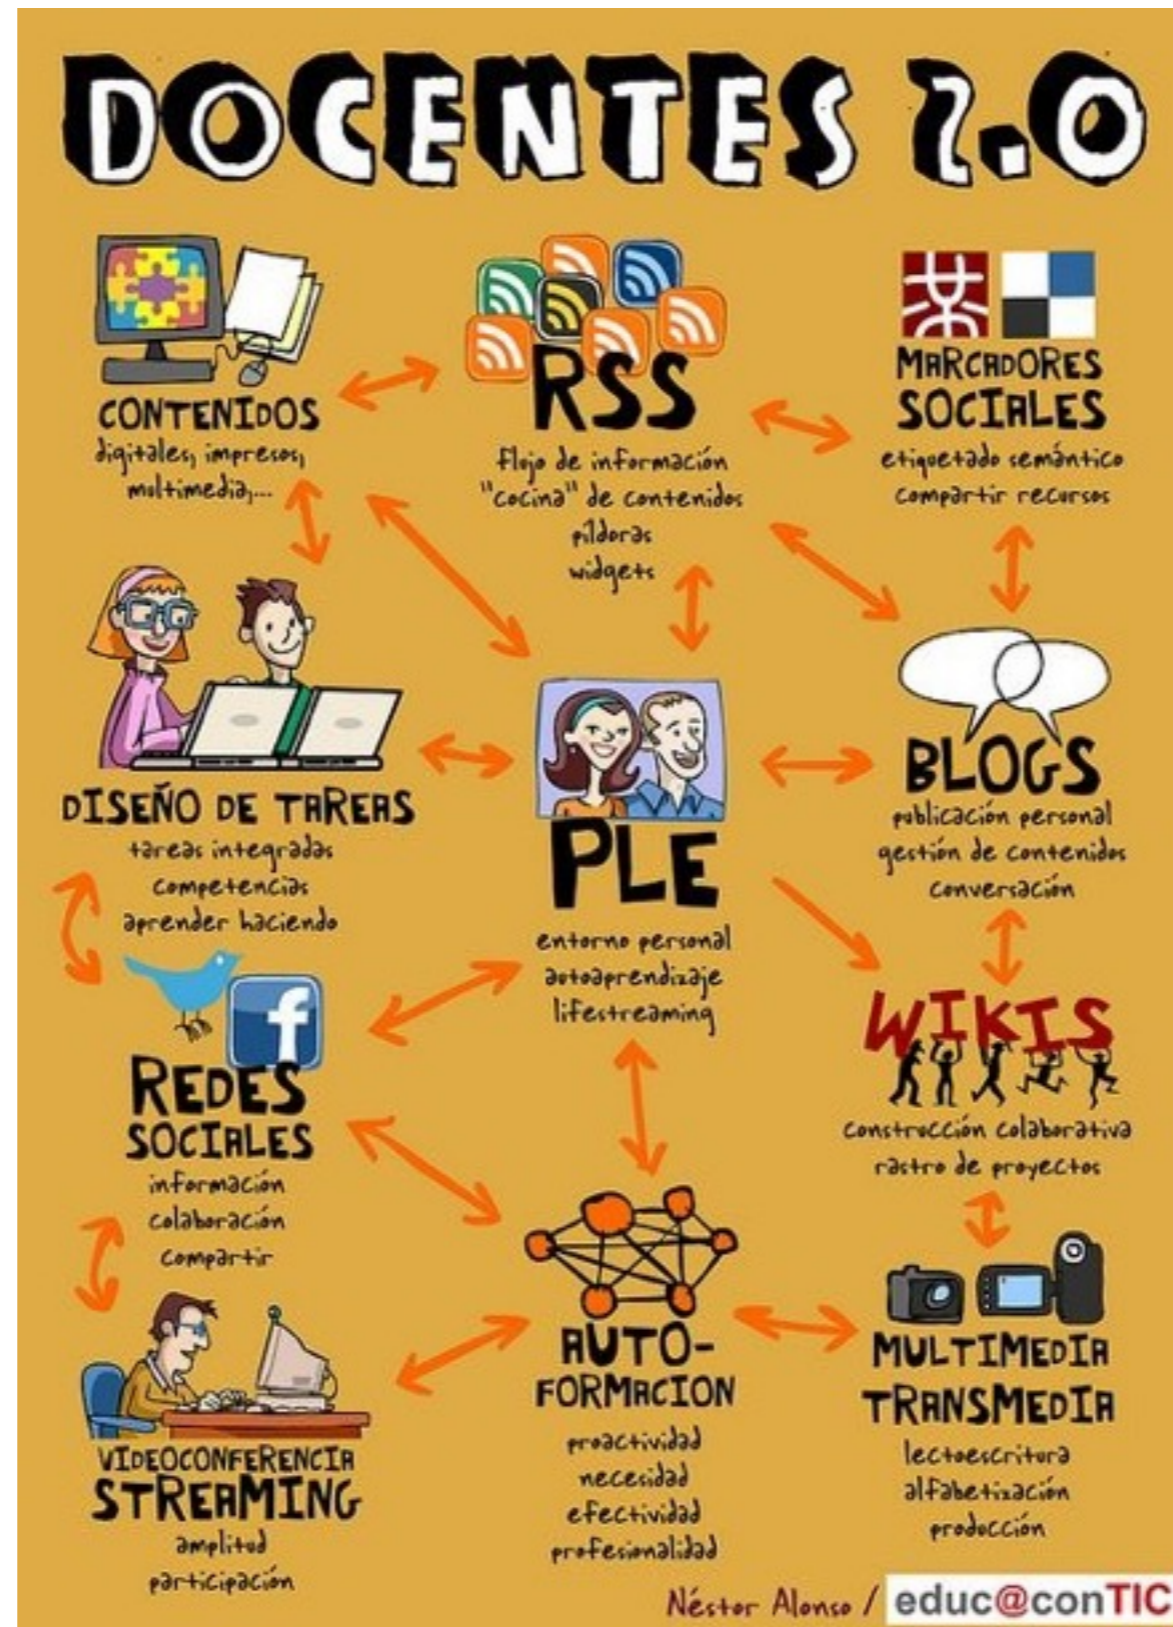 DOCENTES 2.0
CONTENIDOS
digitales, impresos,
multimedia,...
RSS
flujo de información
"cocina" de contenidos
píldoras
widgets
MARCADORES
SOCIALES
etiquetado semántico
compartir recursos
DISEÑO DE TAREAS
tareas integradas
competencias
aprender haciendo
PLE
entorno personal
autoaprendizaje
lifestreaming
BLOGS
publicación personal
gestión de contenidos
conversación
f
REDES
SOCIALES
información
colaboración
compartir
WIKIS
construcción colaborativa
rastro de proyectos
VIDEOCONFERENCIA
STREAMING
amplitud
participación
AUTO-
FORMACION
proactividad
necesidad
efectividad
profesionalidad
MULTIMEDIA
TRANSMEDIA
lectoescritura
alfabetización
producción
Néstor Alonso / educ@conTIC